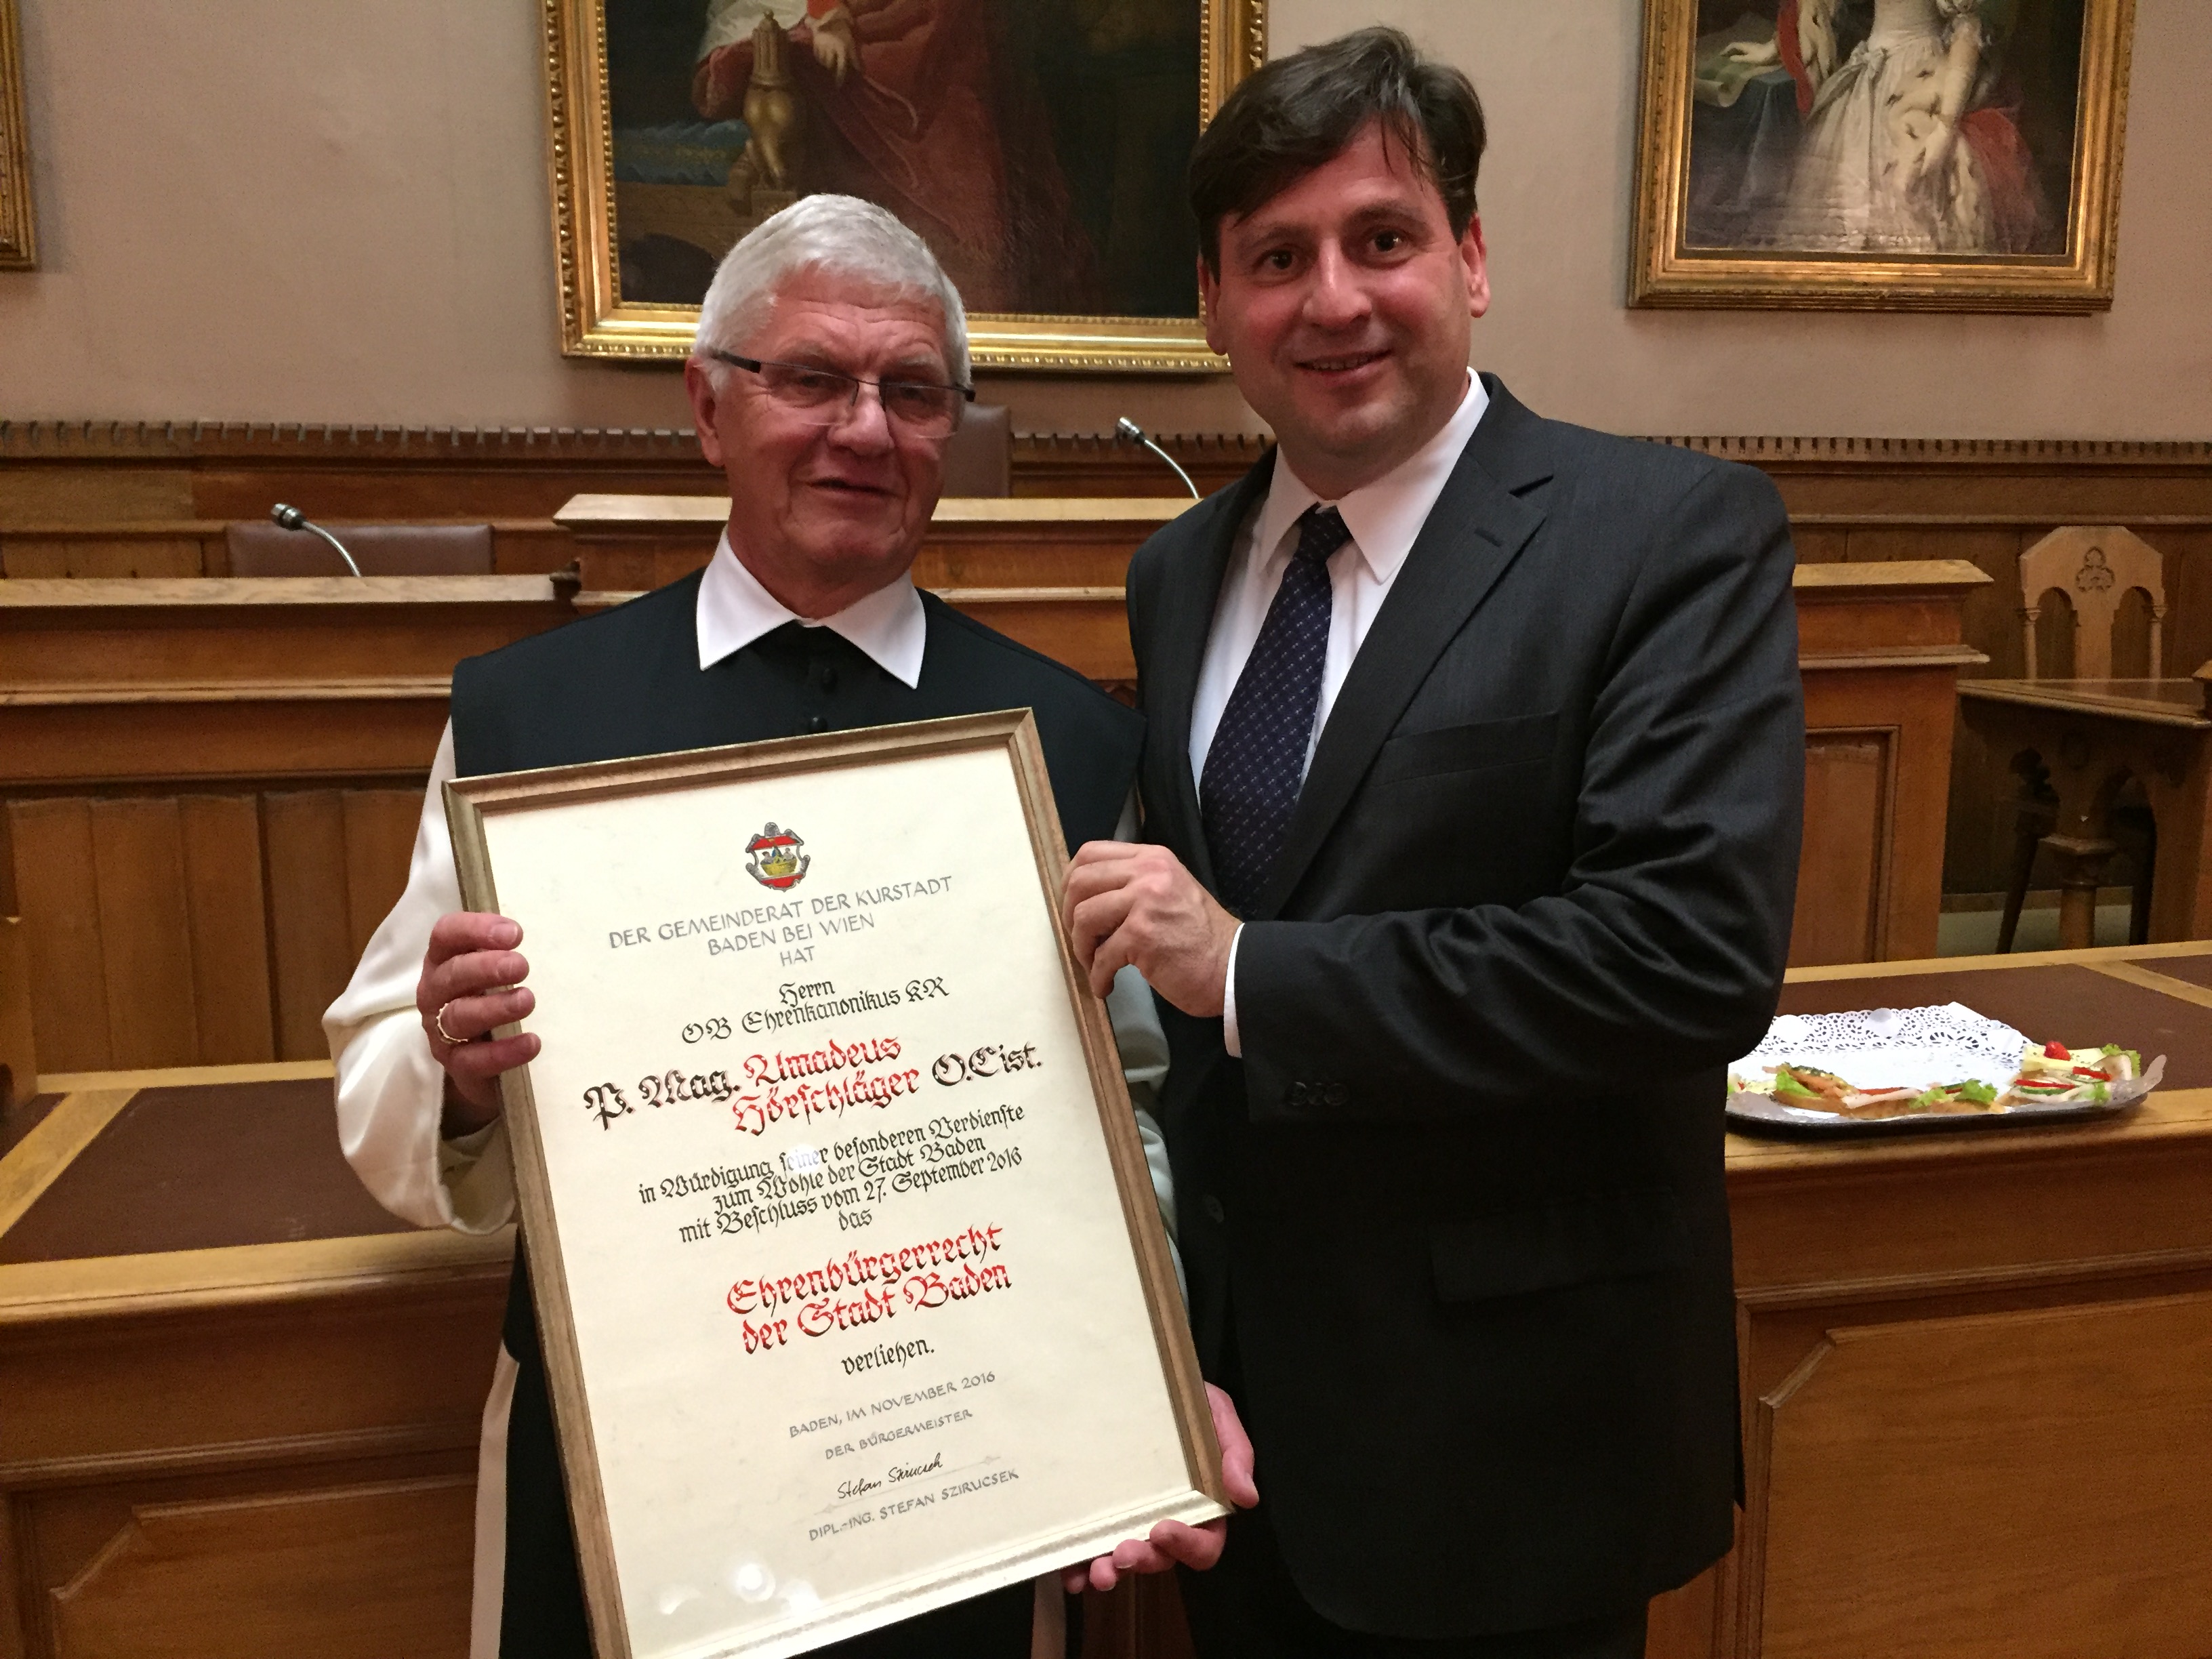 DER GEMEINDERAT DER KURSTADT
BADEN BEI WIEN
HAT
Herrn
OB Ehrenkanonikus KR
P. Mag. Amadeus
Hörschläger O.Cist.
in Würdigung seiner besonderen Verdienste
zum Wohle der Stadt Baden
mit Beschluss vom 27. September 2016
das
Ehrenbürgerrecht
der Stadt Baden
verliehen.
BADEN, IM NOVEMBER 2016
DER BÜRGERMEISTER
Stefan Szirucsek
DIPL.-ING. STEFAN SZIRUCSEK